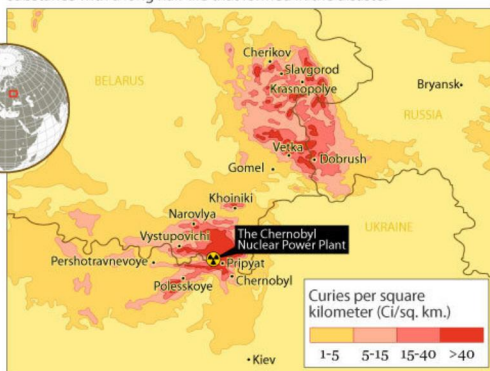 Cherikov
Slavgorod
Krasnopolye
BELARUS
Bryansk
RUSSIA
Vetka
Dobrush
Gomel
Khoiniki
Narovlya
Vystupovichi
The Chernobyl
Nuclear Power Plant
UKRAINE
Pershotravnevoye
Pripyat
Polesskoye
Chernobyl
Curies per square
kilometer (Ci/sq. km.)
1-5 5-15 15-40 >40
Kiev